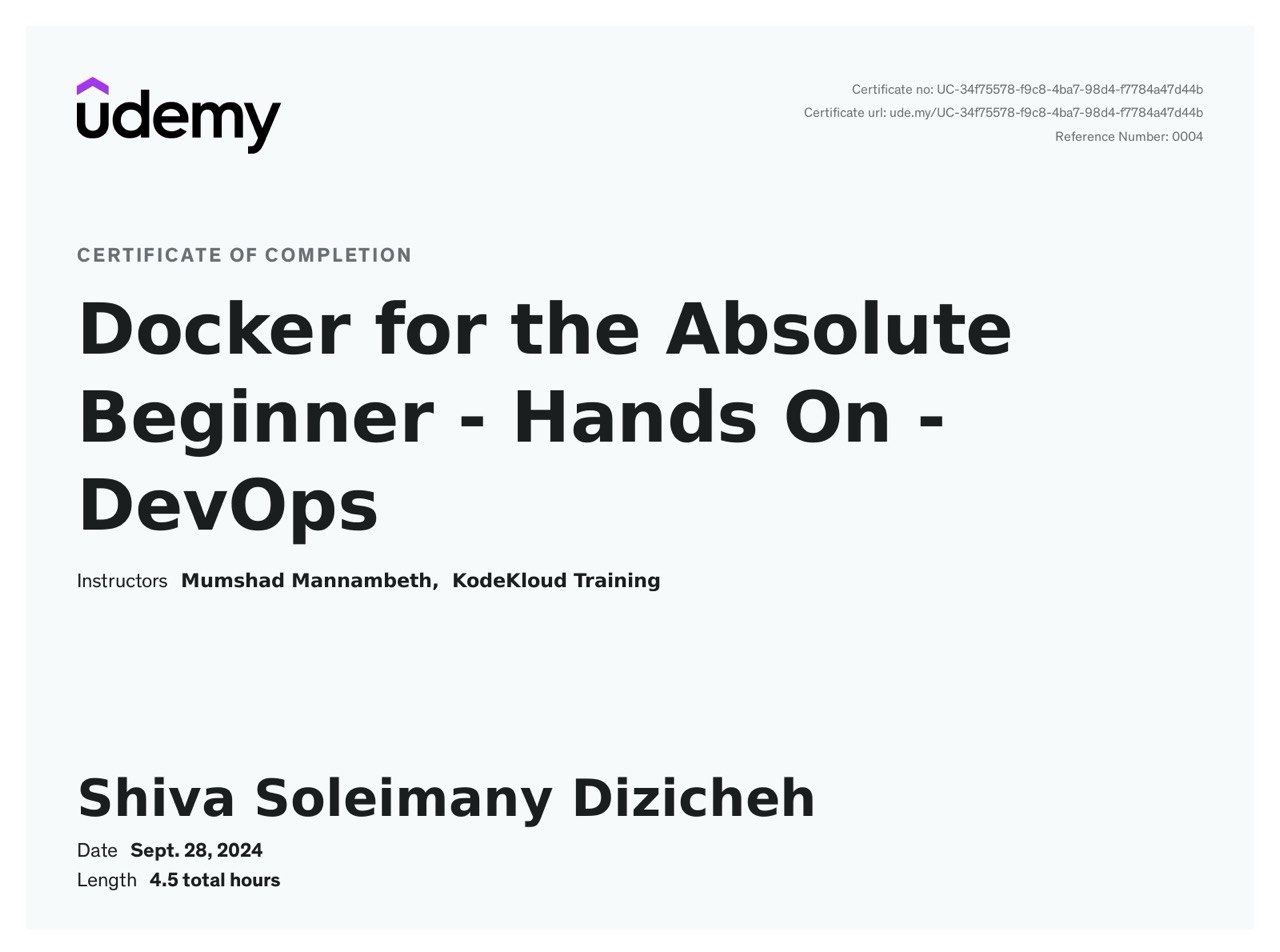 udemy
Certificate no: UC-34f75578-f9c8-4ba7-98d4-f7784a47d44b
Certificate url: ude.my/UC-34f75578-f9c8-4ba7-98d4-f7784a47d44b
Reference Number: 0004
CERTIFICATE OF COMPLETION
Docker for the Absolute
Beginner - Hands On -
DevOps
Instructors Mumshad Mannambeth, KodeKloud Training
Shiva Soleimany Dizicheh
Date Sept. 28, 2024
Length 4.5 total hours